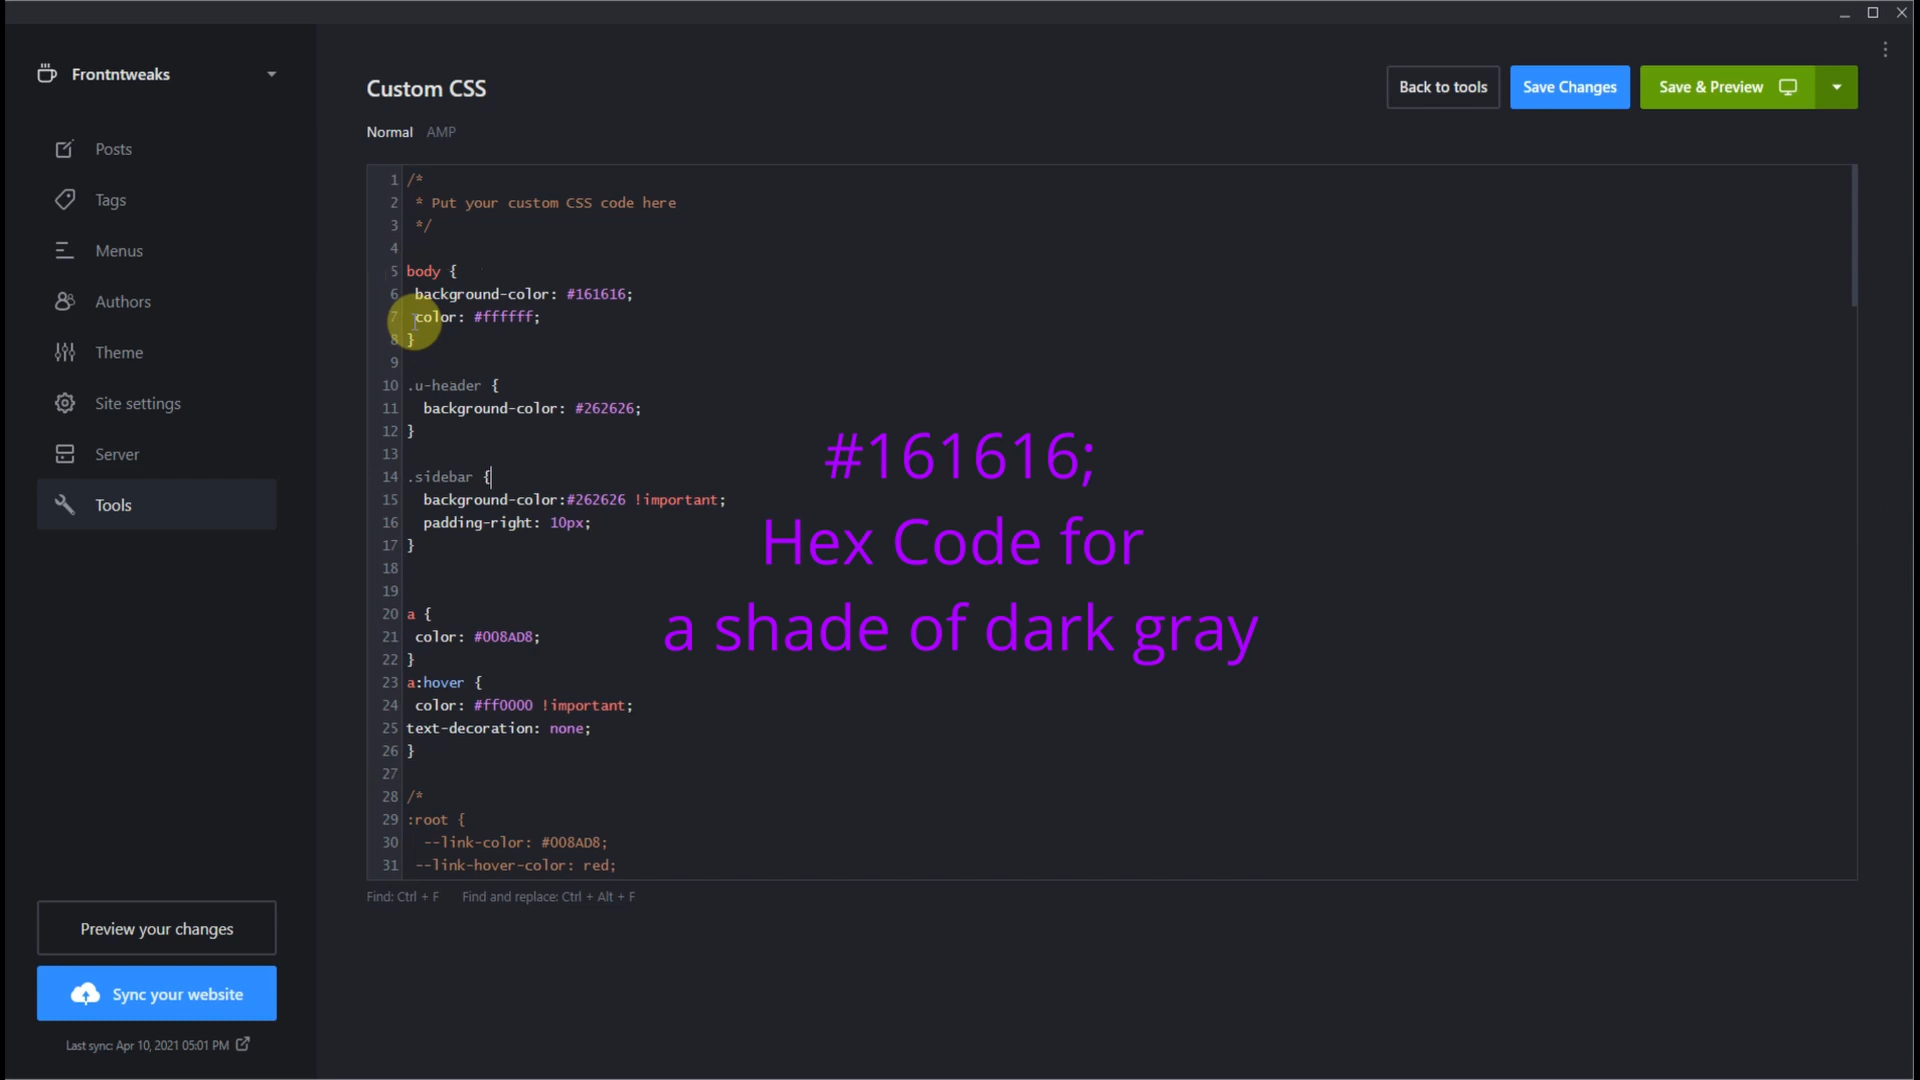 Frontntweaks
Posts
Tags
Menus
Authors
Theme
Site settings
Server
Tools
Preview your changes
Sync your website
Last sync: Apr 10, 2021 05:01 PM
Custom CSS
Back to tools
Save Changes
Save & Preview
Normal AMP
1 /*
2 * Put your custom CSS code here
3 */
4
5 body {
6 background-color: #161616;
7 color: #ffffff;
8 }
9
10 .u-header {
11 background-color: #262626;
12 }
13
14 .sidebar {
15 background-color:#262626 !important;
16 padding-right: 10px;
17 }
18
19
20 a {
21 color: #008AD8;
22 }
23 a:hover {
24 color: #ff0000 !important;
25 text-decoration: none;
26 }
27
28 /*
29 :root {
30 --link-color: #008AD8;
31 --link-hover-color: red;
#161616;
Hex Code for
a shade of dark gray
Find: Ctrl + F Find and replace: Ctrl + Alt + F